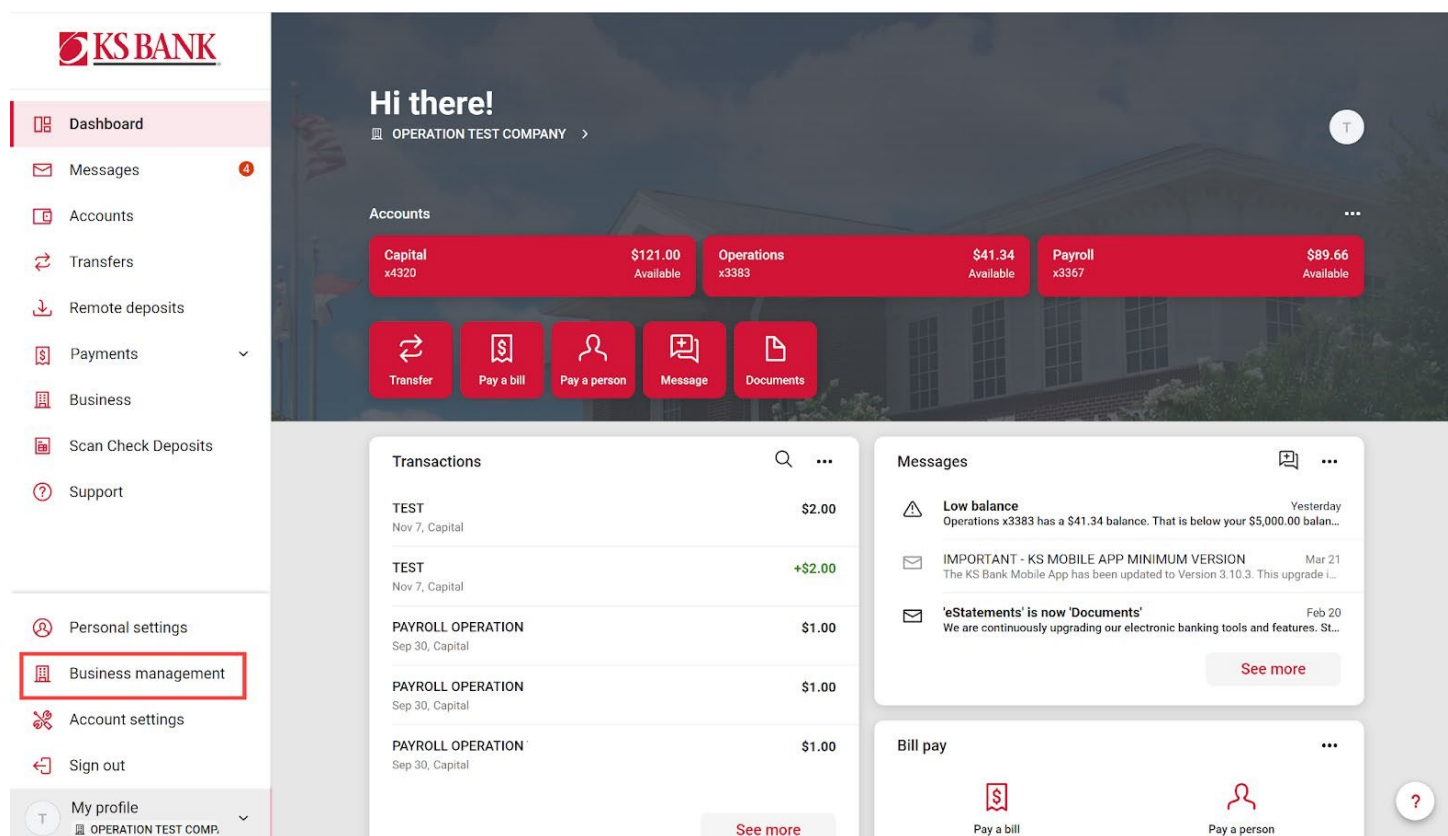 KS BANK
Dashboard
Messages
4
Accounts
Transfers
Remote deposits
Payments
Business
Scan Check Deposits
Support
Personal settings
Business management
Account settings
Sign out
T
My profile
OPERATION TEST COMP.
Hi there!
OPERATION TEST COMPANY >
T
Accounts
Capital $121.00
x4320 Available
Operations $41.34
x3383 Available
Payroll $89.66
x3367 Available
Transfer
Pay a bill
Pay a person
Message
Documents
Transactions
TEST $2.00
Nov 7, Capital
TEST +$2.00
Nov 7, Capital
PAYROLL OPERATION $1.00
Sep 30, Capital
PAYROLL OPERATION $1.00
Sep 30, Capital
PAYROLL OPERATION $1.00
Sep 30, Capital
See more
Messages
Low balance Yesterday
Operations x3383 has a $41.34 balance. That is below your $5,000.00 balan...
IMPORTANT - KS MOBILE APP MINIMUM VERSION Mar 21
The KS Bank Mobile App has been updated to Version 3.10.3. This upgrade i...
'eStatements' is now 'Documents' Feb 20
We are continuously upgrading our electronic banking tools and features. St...
See more
Bill pay
Pay a bill
Pay a person
?